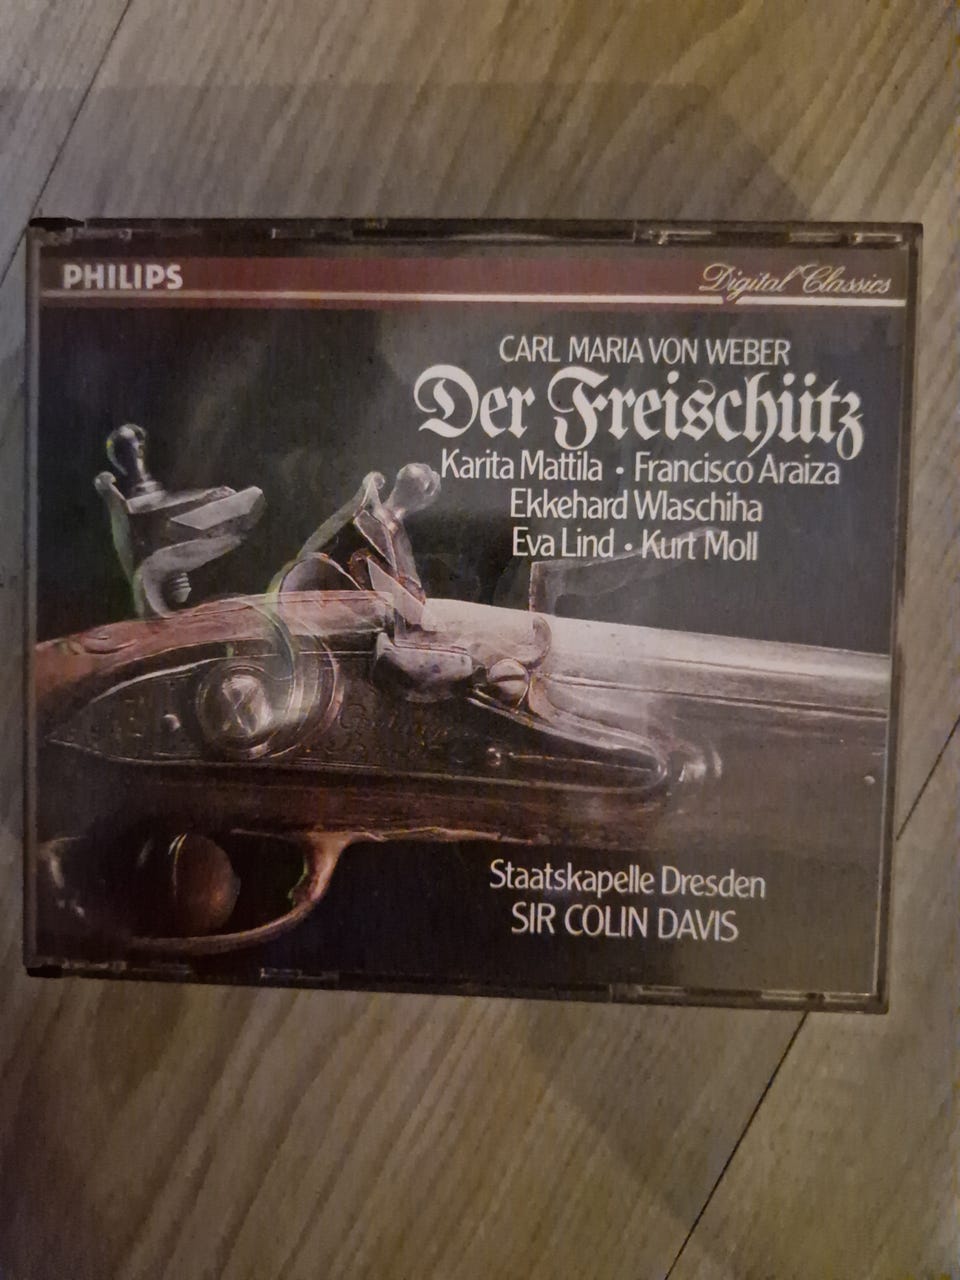 PHILIPS
Digital Classics
CARL MARIA VON WEBER
Der Freischütz
Karita Mattila • Francisco Araiza
Ekkehard Wlaschiha
Eva Lind • Kurt Moll
Staatskapelle Dresden
SIR COLIN DAVIS